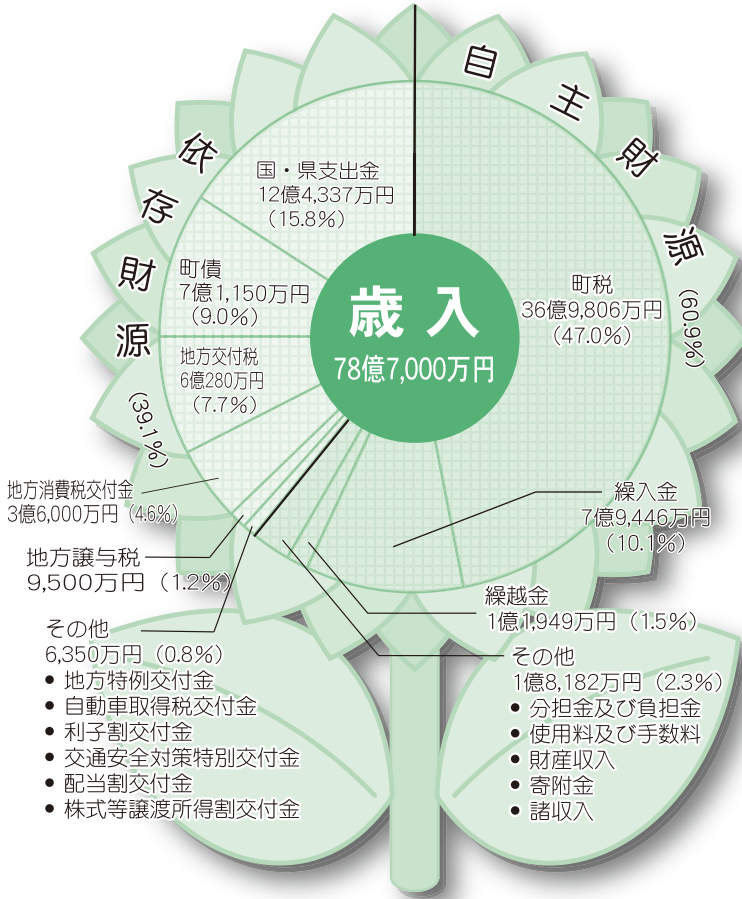 自主財源
(60.9%)
依存財源
(39.1%)
歳入
78億7,000万円
町税
36億9,806万円
(47.0%)
繰入金
7億9,446万円
(10.1%)
繰越金
1億1,949万円(1.5%)
その他
1億8,182万円(2.3%)
● 分担金及び負担金
● 使用料及び手数料
● 財産収入
● 寄附金
● 諸収入
国・県支出金
12億4,337万円
(15.8%)
町債
7億1,150万円
(9.0%)
地方交付税
6億280万円
(7.7%)
地方消費税交付金
3億6,000万円(4.6%)
地方譲与税
9,500万円(1.2%)
その他
6,350万円(0.8%)
● 地方特例交付金
● 自動車取得税交付金
● 利子割交付金
● 交通安全対策特別交付金
● 配当割交付金
● 株式等譲渡所得割交付金